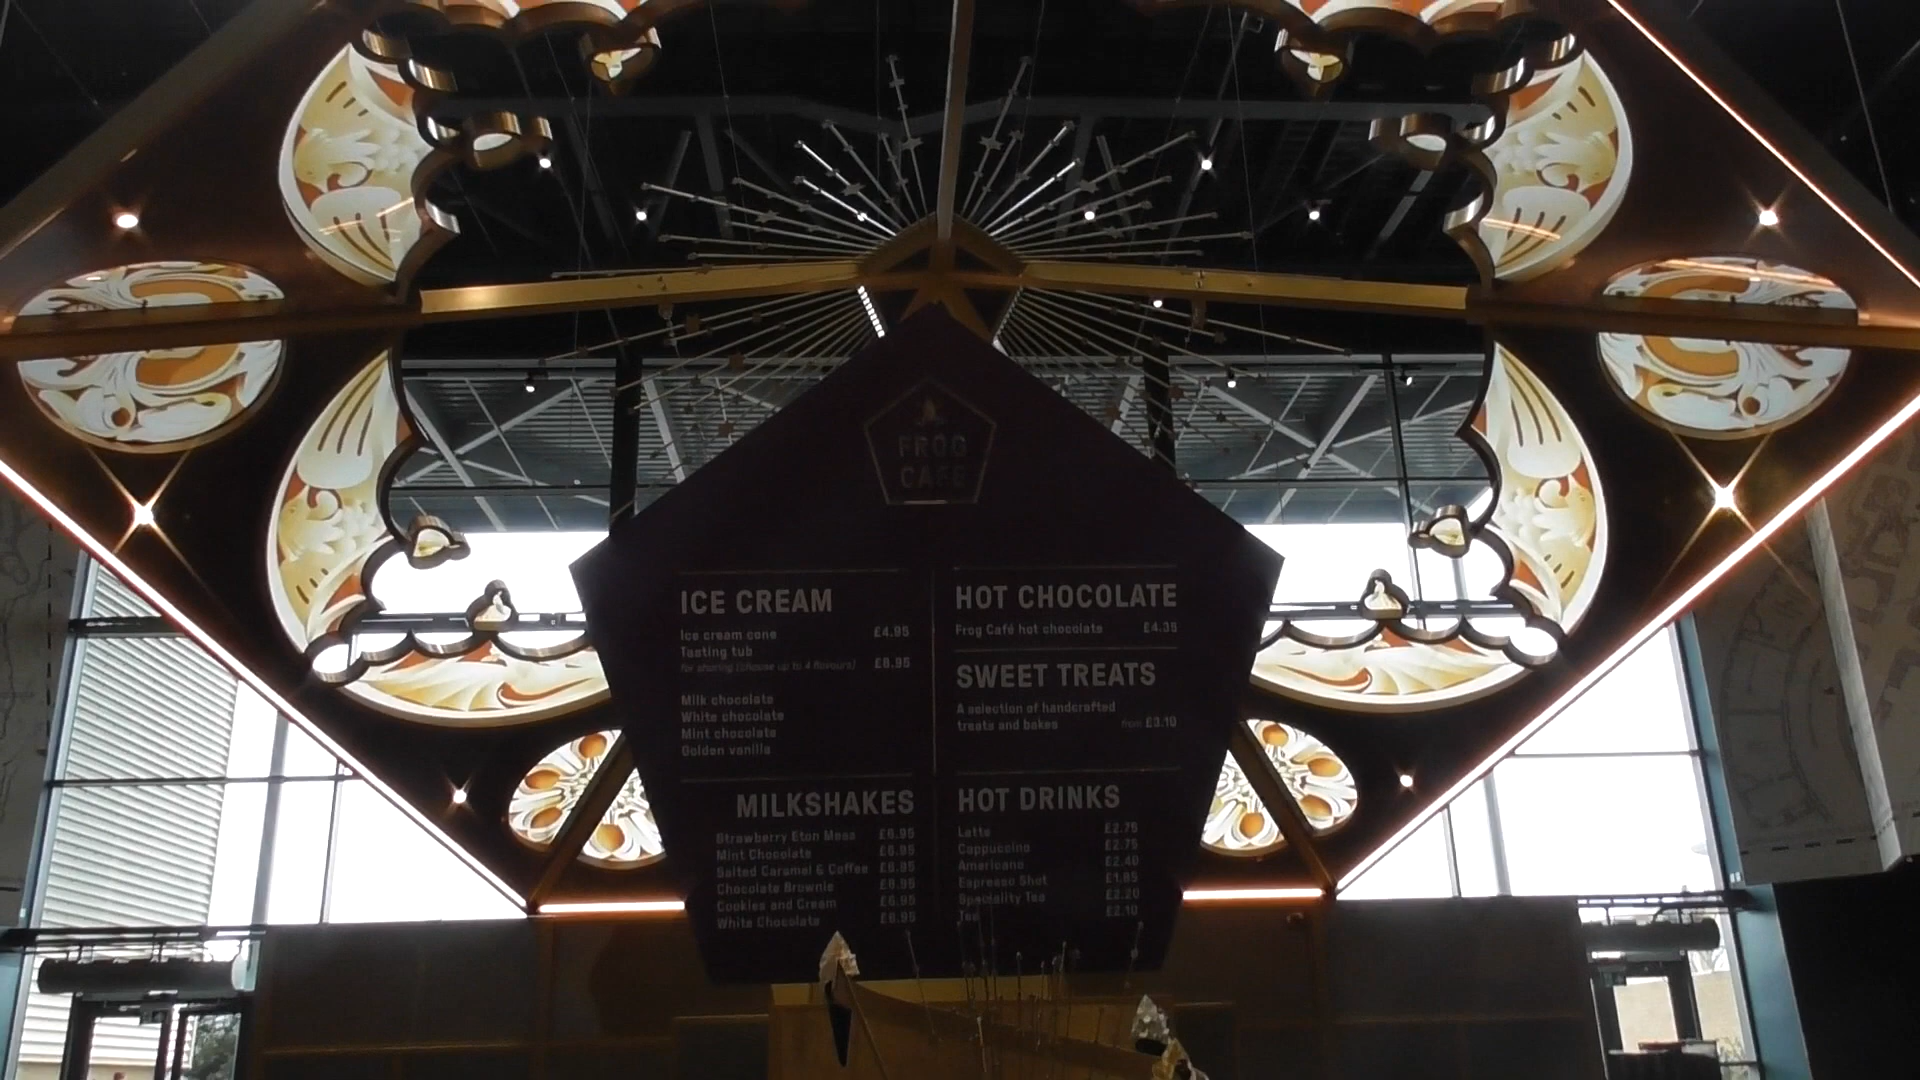 FROG
CAFE
ICE CREAM
Ice cream cone £4.95
Tasting tub
for sharing (choose up to 4 flavours) £8.95
Milk chocolate
White chocolate
Mint chocolate
Golden vanilla
MILKSHAKES
Strawberry Eton Mess £6.95
Mint Chocolate £6.95
Salted Caramel & Coffee £6.95
Chocolate Brownie £6.95
Cookies and Cream £6.95
White Chocolate £6.95
HOT CHOCOLATE
Frog Café hot chocolate £4.35
SWEET TREATS
A selection of handcrafted
treats and bakes from £3.10
HOT DRINKS
Latte £2.75
Cappuccino £2.75
Americano £2.40
Espresso Shot £1.85
Speciality Tea £2.20
Tea £2.10